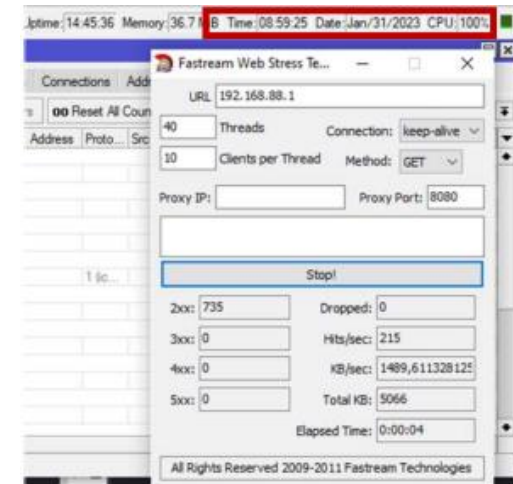 Uptime: 14:45:36 Memory: 36.7 MB Time: 08:59:25 Date: Jan/31/2023 CPU: 100%
Fastream Web Stress Te...
Connections
URL 192.168.88.1
oo Reset All Coun
40 Threads Connection: keep-alive
Address Proto... Src
10 Clients per Thread Method: GET
Proxy IP: Proxy Port: 8080
Stop!
2xx: 735 Dropped: 0
3xx: 0 Hits/sec: 215
4xx: 0 KB/sec: 1489,611328125
5xx: 0 Total KB: 5066
Elapsed Time: 0:00:04
All Rights Reserved 2009-2011 Fastream Technologies